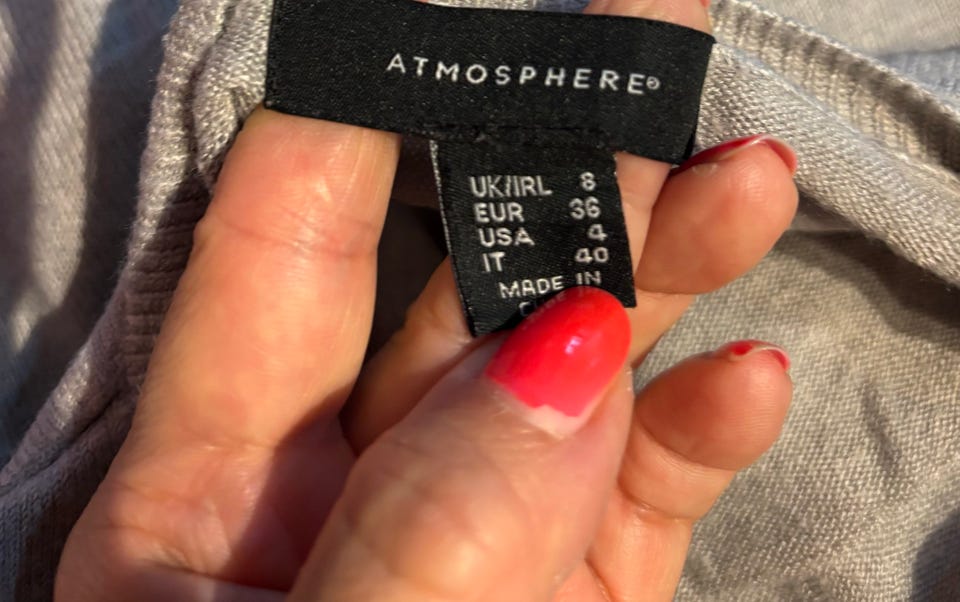 ATMOSPHERE®
UK/IRL 8
EUR 36
USA 4
IT 40
MADE IN